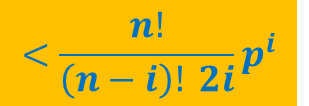 < n! / (n − i)! 2i p^i